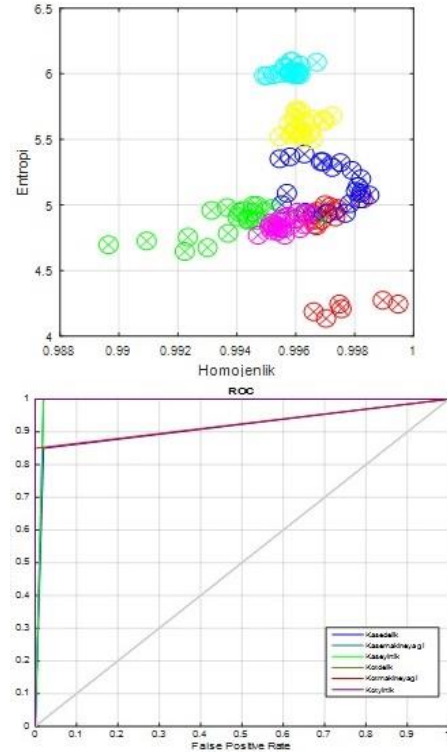 6.5
6
5.5
5
4.5
4
Entropi
0.988 0.99 0.992 0.994 0.996 0.998 1
Homojenlik
ROC
1
0.9
0.8
0.7
0.6
0.5
0.4
0.3
0.2
0.1
0
Kasedelik
Kasemakineyagi
Kaseyirtik
Kordelik
Kormakineyagi
Koryirtik
0 0.1 0.2 0.3 0.4 0.5 0.6 0.7 0.8 0.9 1
False Positive Rate